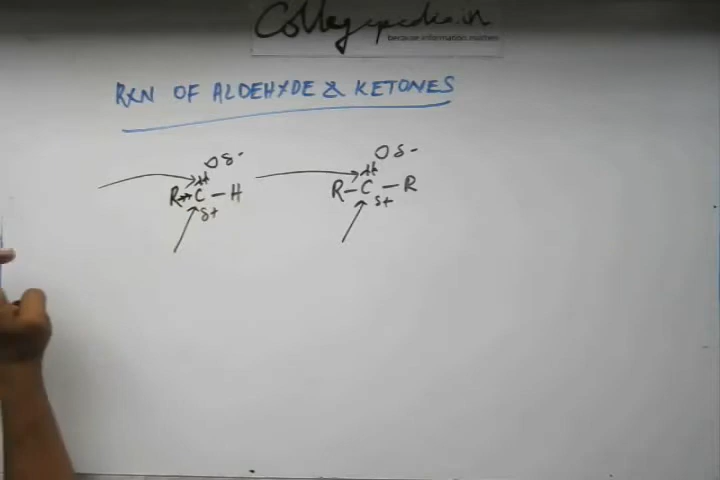 Collegepedia.in
because information matters
RXN OF ALDEHYDE & KETONES
O δ- O δ-
R C - H R - C - R
δ+ δ+